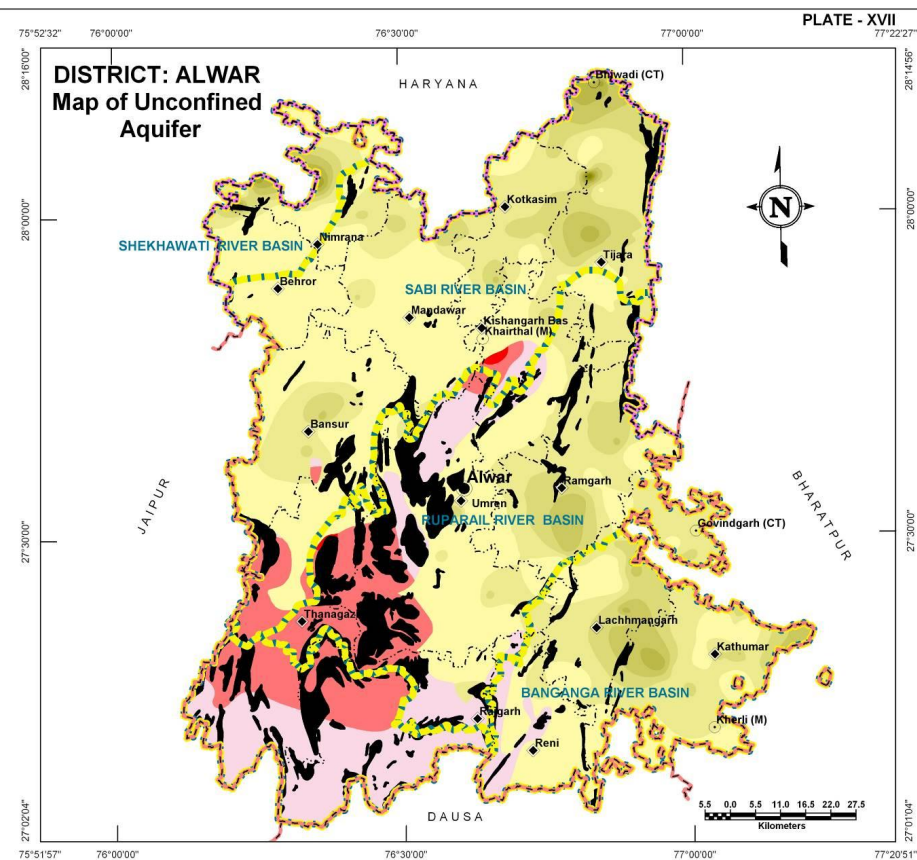 PLATE - XVII
75°52'32"
76°00'00"
76°30'00"
77°00'00"
77°22'27"
28°16'00"
28°14'56"
DISTRICT: ALWAR
Map of Unconfined
Aquifer
HARYANA
Bhiwadi (CT)
N
Kotkasim
28°00'00"
28°00'00"
SHEKHAWATI RIVER BASIN
Nimrana
Tijara
Behror
SABI RIVER BASIN
Mandawar
Kishangarh Bas
Khairthal (M)
Bansur
JAIPUR
BHARATPUR
Alwar
Ramgarh
Umren
RUPARAIL RIVER BASIN
Govindgarh (CT)
27°30'00"
27°30'00"
Thanagazi
Lachhmangarh
Kathumar
BANGANGA RIVER BASIN
Rajgarh
Kherli (M)
Reni
DAUSA
5.5 0.0 5.5 11.0 16.5 22.0 27.5
Kilometers
27°02'04"
27°01'04"
75°51'57"
76°00'00"
76°30'00"
77°00'00"
77°20'51"